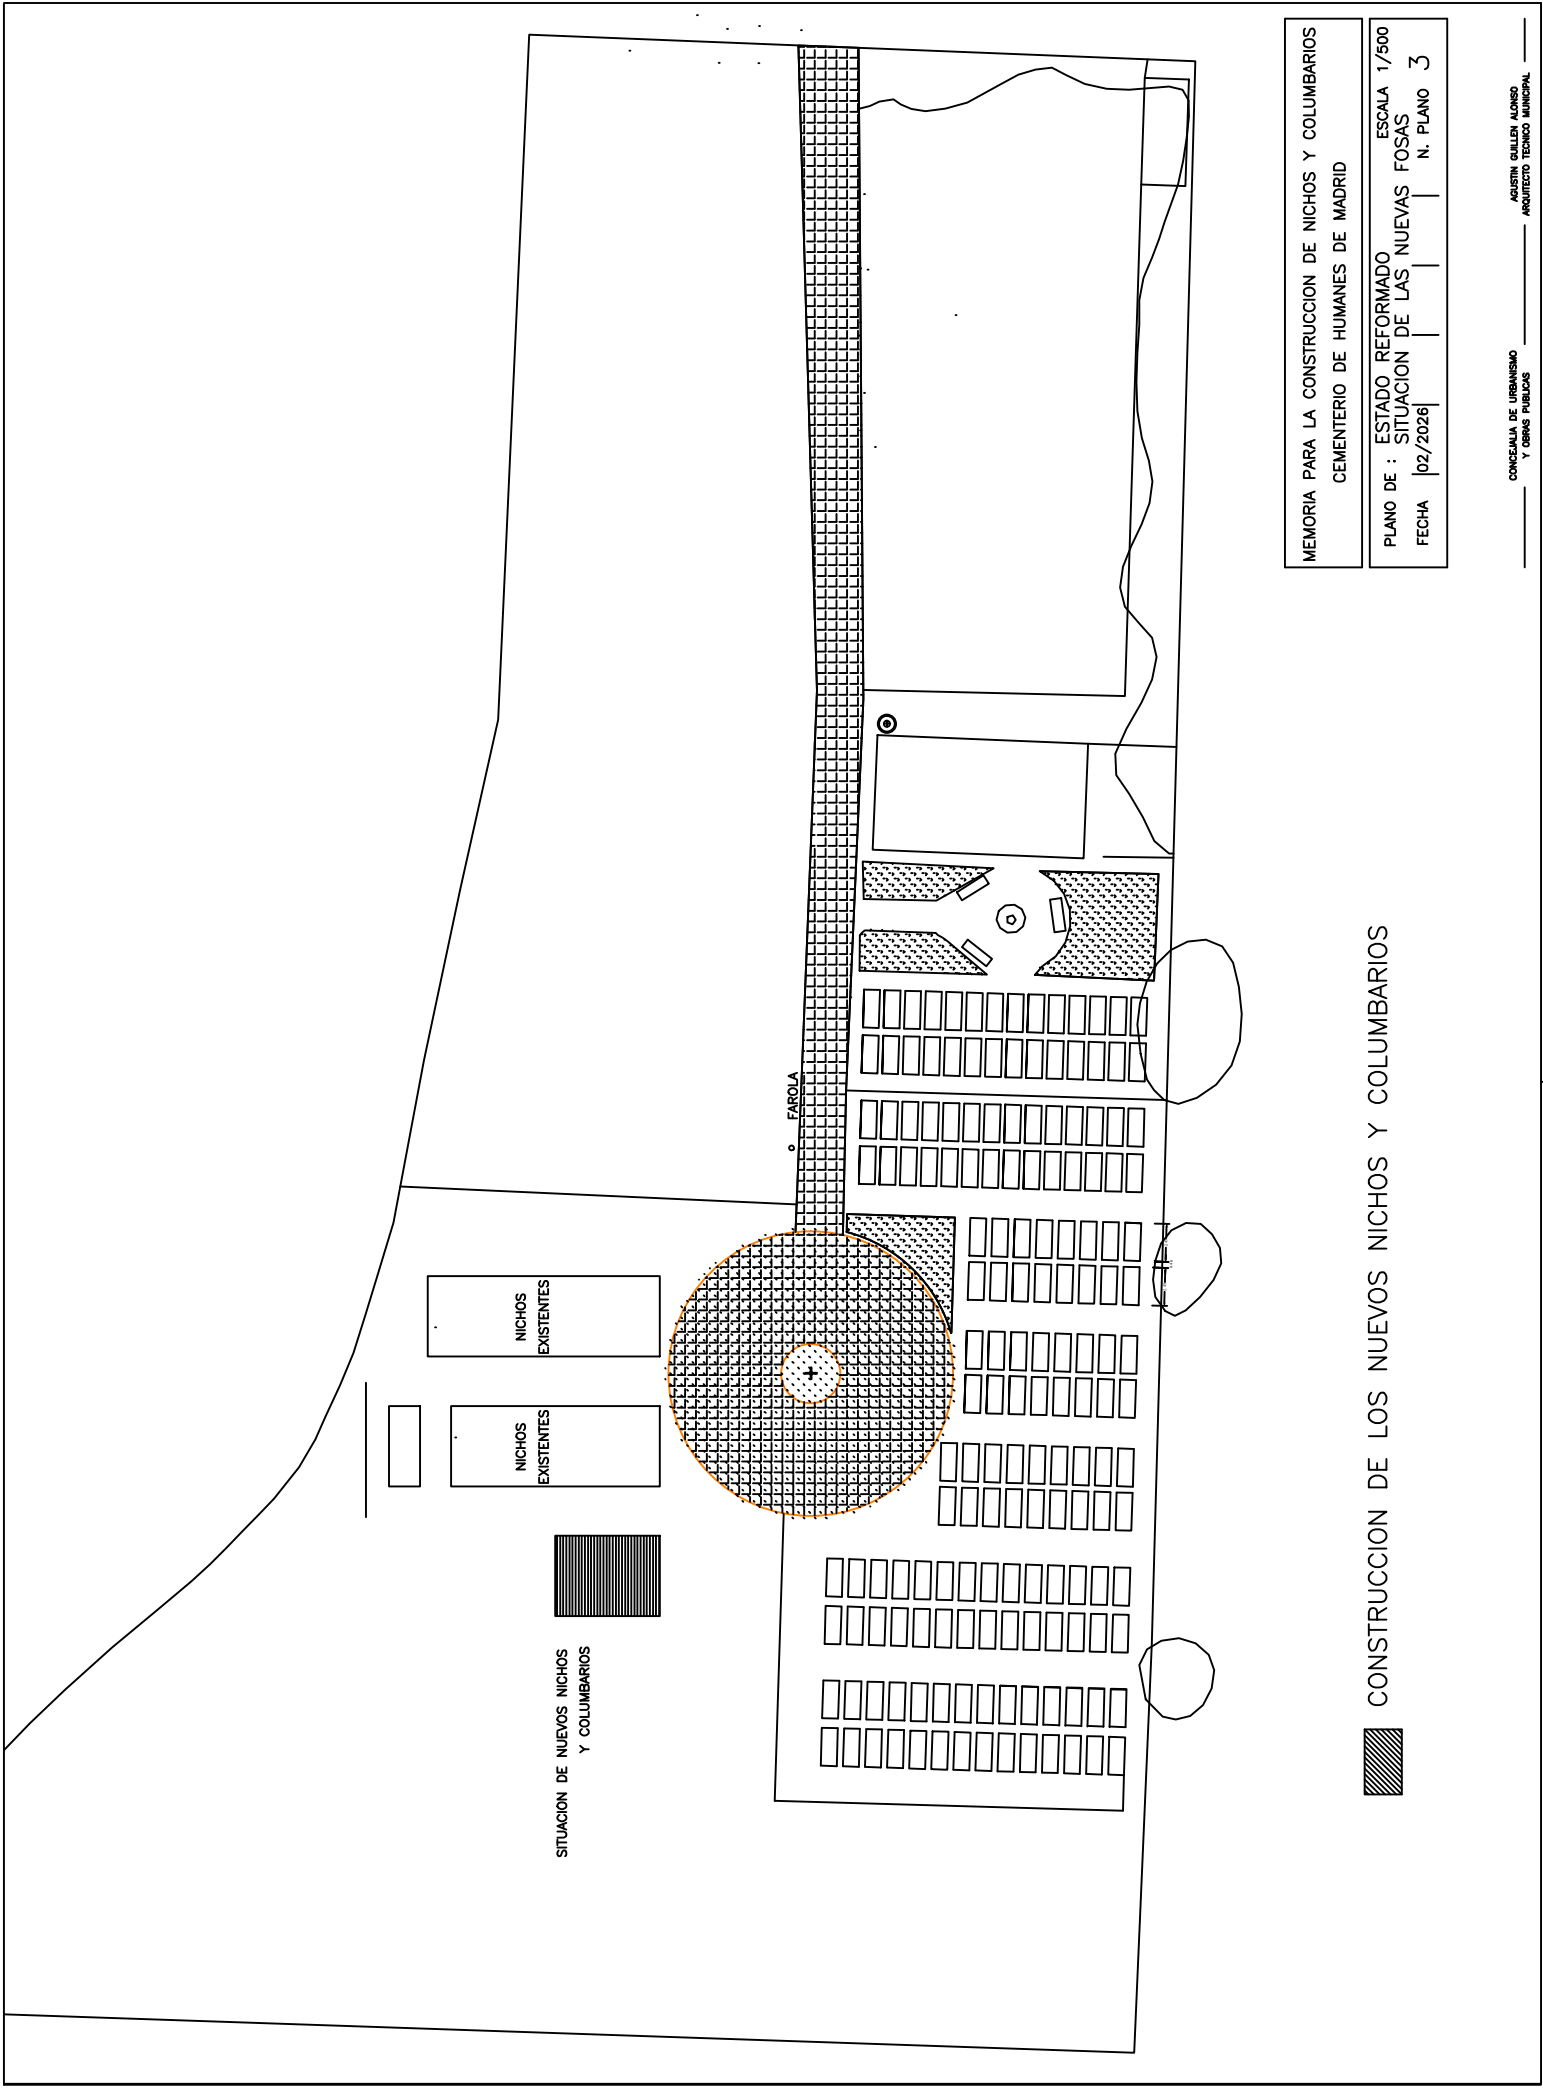 MEMORIA PARA LA CONSTRUCCION DE NICHOS Y COLUMBARIOS
CEMENTERIO DE HUMANES DE MADRID
PLANO DE : ESTADO REFORMADO ESCALA 1/500
SITUACION DE LAS NUEVAS FOSAS
FECHA 02/2026 N. PLANO 3
CONCEJALIA DE URBANISMO
Y OBRAS PUBLICAS
AGUSTIN GUILLEN ALONSO
ARQUITECTO TECNICO MUNICIPAL
FAROLA
NICHOS
EXISTENTES
NICHOS
EXISTENTES
SITUACION DE NUEVOS NICHOS
Y COLUMBARIOS
CONSTRUCCION DE LOS NUEVOS NICHOS Y COLUMBARIOS